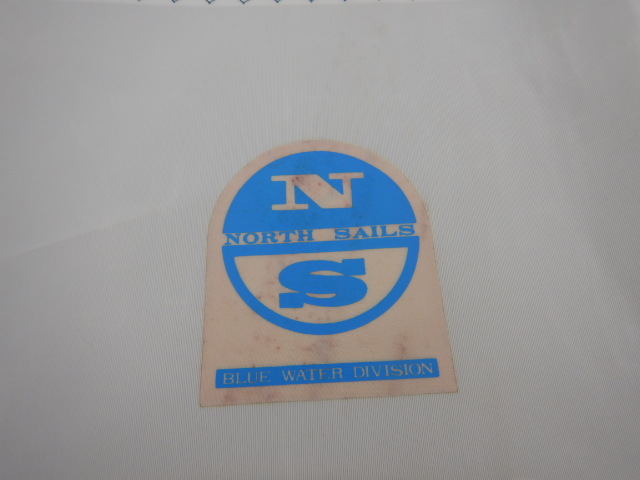 N
NORTH SAILS
S
BLUE WATER DIVISION